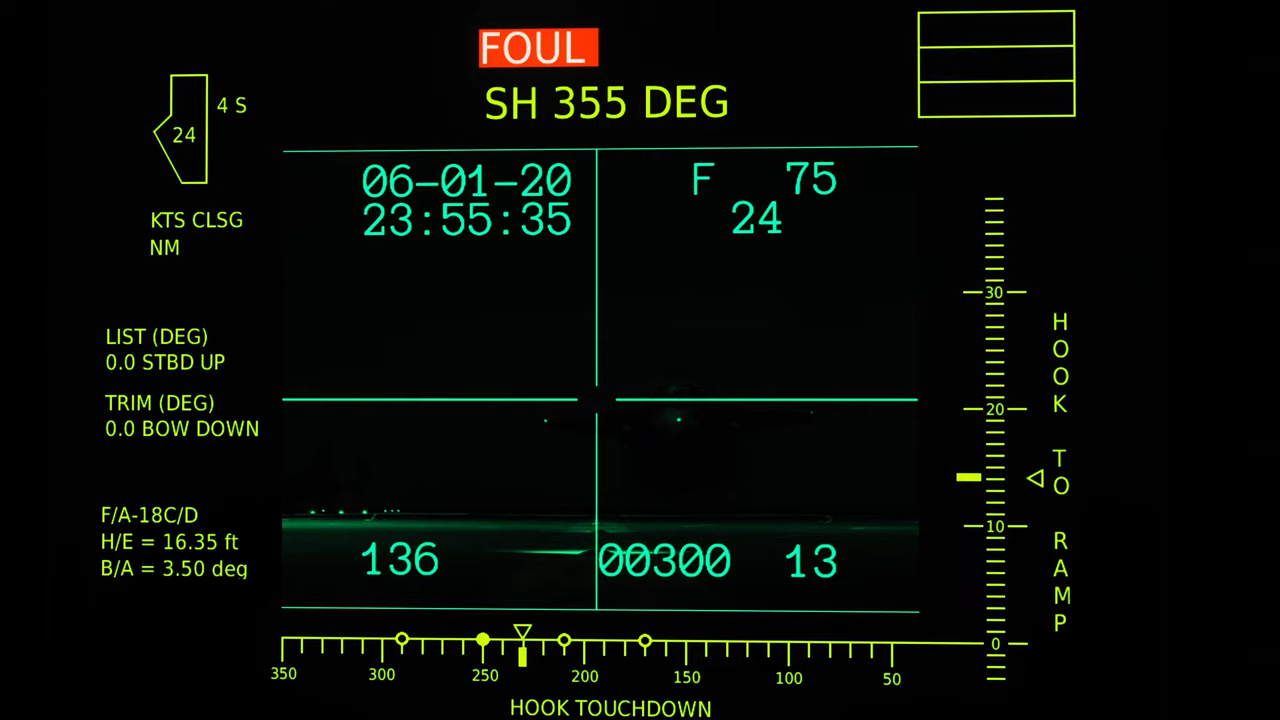 FOUL
SH 355 DEG
4 S
24
KTS CLSG
NM
06-01-20
23:55:35
F 75
24
LIST (DEG)
0.0 STBD UP
TRIM (DEG)
0.0 BOW DOWN
F/A-18C/D
H/E = 16.35 ft
B/A = 3.50 deg
136
00300
13
30
20
10
0
HOOK TO RAMP
350 300 250 200 150 100 50
HOOK TOUCHDOWN